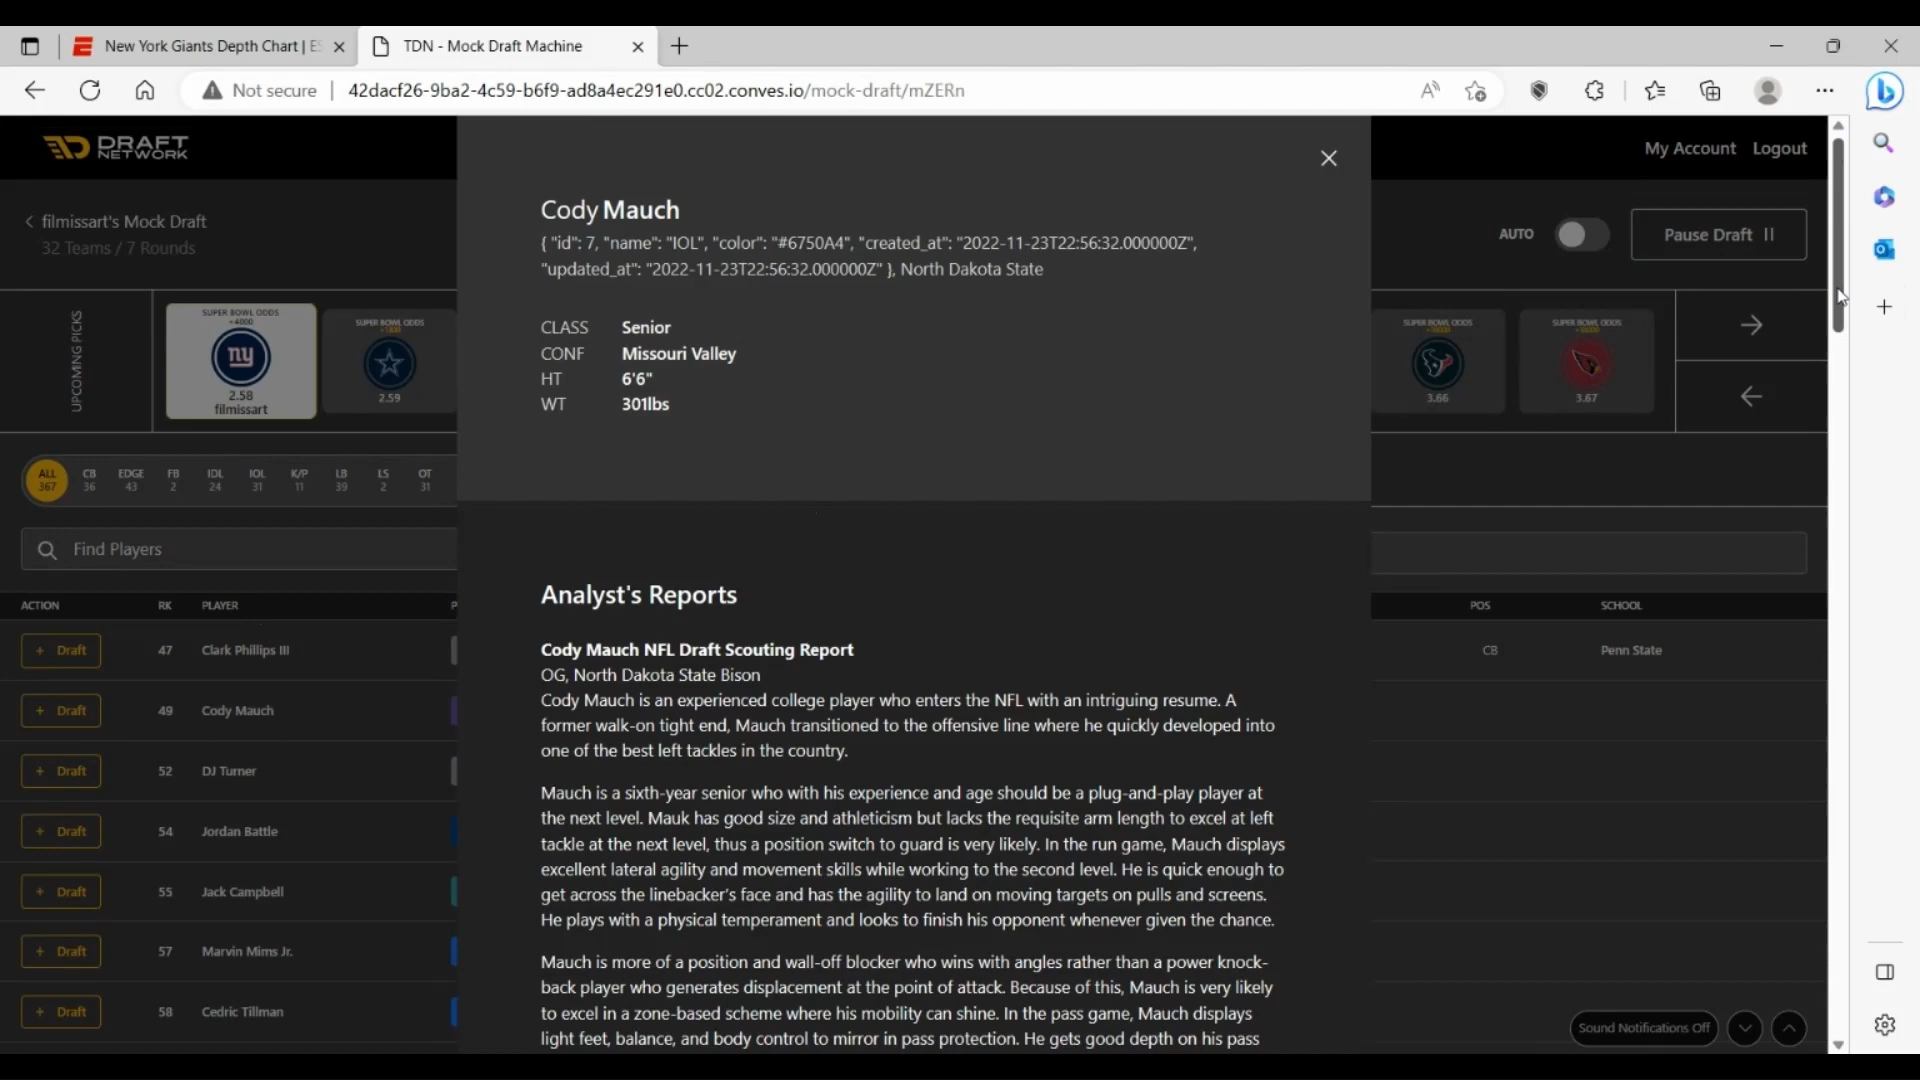 New York Giants Depth Chart | ES
TDN - Mock Draft Machine
Not secure
42dacf26-9ba2-4c59-b6f9-ad8a4ec291e0.cc02.conves.io/mock-draft/mZERn
DRAFT
NETWORK
My Account
Logout
filmissart's Mock Draft
32 Teams / 7 Rounds
AUTO
Pause Draft
UPCOMING PICKS
SUPER BOWL ODDS
+4000
ny
2.58
filmissart
SUPER BOWL ODDS
2.59
SUPER BOWL ODDS
3.66
SUPER BOWL ODDS
3.67
ALL
367
CB
36
EDGE
43
FB
2
IDL
24
IOL
31
K/P
11
LB
39
LS
2
OT
31
Find Players
ACTION RK PLAYER P
+ Draft 47 Clark Phillips III
+ Draft 49 Cody Mauch
+ Draft 52 DJ Turner
+ Draft 54 Jordan Battle
+ Draft 55 Jack Campbell
+ Draft 57 Marvin Mims Jr.
+ Draft 58 Cedric Tillman
Cody Mauch
{ "id": 7, "name": "IOL", "color": "#6750A4", "created_at": "2022-11-23T22:56:32.000000Z",
"updated_at": "2022-11-23T22:56:32.000000Z" }, North Dakota State
CLASS Senior
CONF Missouri Valley
HT 6'6"
WT 301lbs
Analyst's Reports
Cody Mauch NFL Draft Scouting Report
OG, North Dakota State Bison
Cody Mauch is an experienced college player who enters the NFL with an intriguing resume. A
former walk-on tight end, Mauch transitioned to the offensive line where he quickly developed into
one of the best left tackles in the country.
Mauch is a sixth-year senior who with his experience and age should be a plug-and-play player at
the next level. Mauk has good size and athleticism but lacks the requisite arm length to excel at left
tackle at the next level, thus a position switch to guard is very likely. In the run game, Mauch displays
excellent lateral agility and movement skills while working to the second level. He is quick enough to
get across the linebacker's face and has the agility to land on moving targets on pulls and screens.
He plays with a physical temperament and looks to finish his opponent whenever given the chance.
Mauch is more of a position and wall-off blocker who wins with angles rather than a power knock-
back player who generates displacement at the point of attack. Because of this, Mauch is very likely
to excel in a zone-based scheme where his mobility can shine. In the pass game, Mauch displays
light feet, balance, and body control to mirror in pass protection. He gets good depth on his pass
POS SCHOOL
CB Penn State
Sound Notifications Off